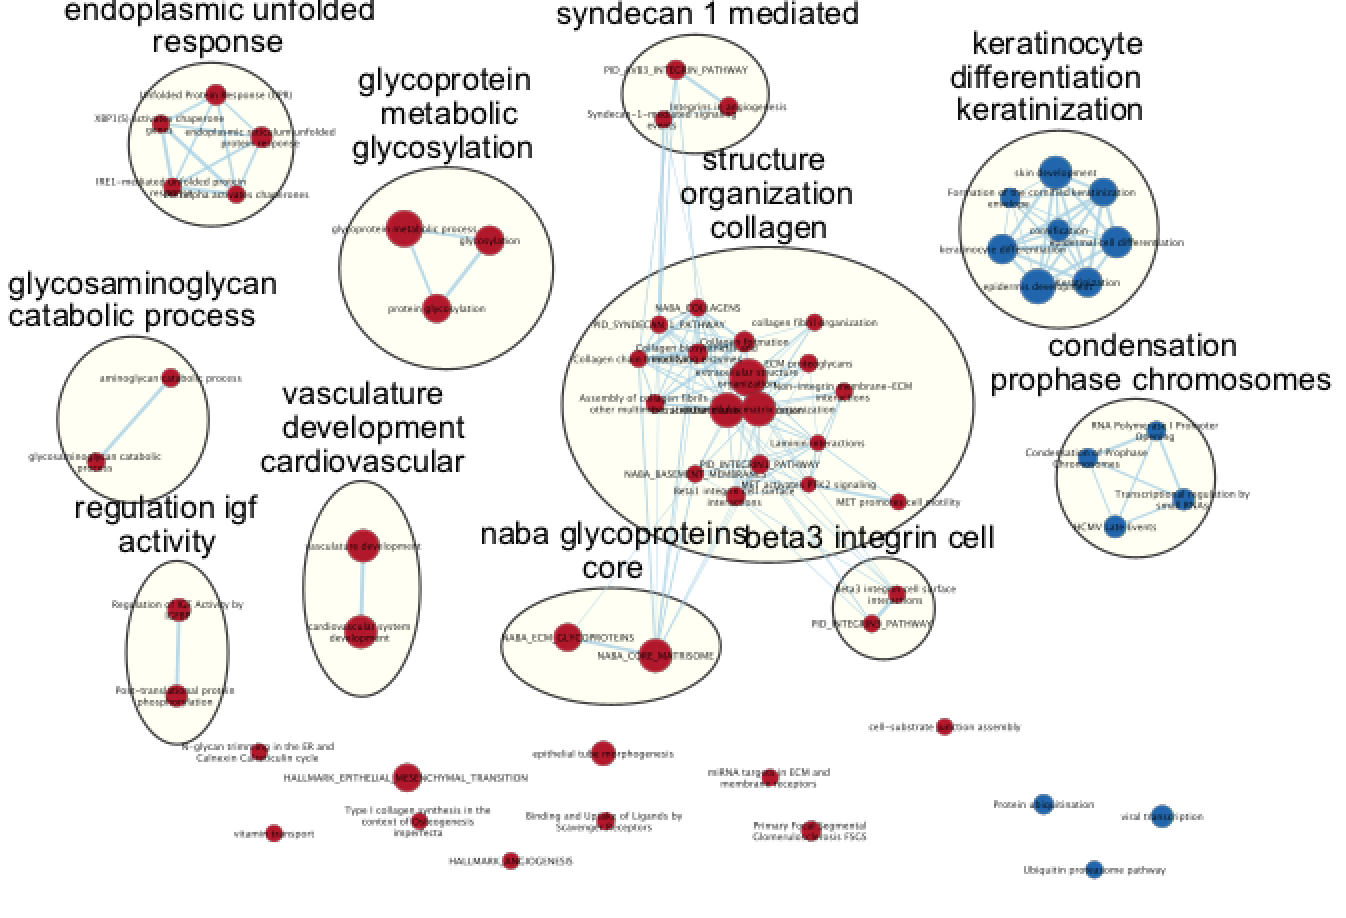 endoplasmic unfolded
response
Unfolded Protein Response (UPR)
XBP1(S) activates chaperone
genes
endoplasmic reticulum unfolded
protein response
IRE1-mediated unfolded protein
response
alpha activates chaperones
glycoprotein
metabolic
glycosylation
glycoprotein metabolic process
glycosylation
protein glycosylation
syndecan 1 mediated
PID_AVB3_INTEGRIN_PATHWAY
Integrins in angiogenesis
Syndecan-1-mediated signaling
events
structure
organization
collagen
NABA_COLLAGENS
PID_SYNDECAN_1_PATHWAY
collagen fibril organization
Collagen formation
Collagen biosynthesis
modifying enzymes
Collagen chain
ECM proteoglycans
extracellular structure
organization
Non-integrin membrane-ECM
interactions
Assembly of collagen fibrils
other multimeric
matrix organization
Laminin interactions
PID_INTEGRIN1_PATHWAY
NABA_BASEMENT_MEMBRANES
MET activates PTK2 signaling
Beta1 integrin cell surface
interactions
MET promotes cell motility
keratinocyte
differentiation
keratinization
skin development
Formation of the cornified
envelope
keratinization
cornification
keratinocyte differentiation
epidermal cell differentiation
epidermis development
Keratinization
glycosaminoglycan
catabolic process
aminoglycan catabolic process
glycosaminoglycan catabolic
process
vasculature
development
cardiovascular
vasculature development
cardiovascular system
development
condensation
prophase chromosomes
RNA Polymerase I Promoter
Opening
Condensation of Prophase
Chromosomes
Transcriptional regulation by
small RNAs
HCMV Late Events
regulation igf
activity
Regulation of IGF Activity by
IGFBP
Post-translational protein
phosphorylation
naba glycoproteins
core
NABA_ECM_GLYCOPROTEINS
NABA_CORE_MATRISOME
beta3 integrin cell
Beta3 integrin cell surface
interactions
PID_INTEGRIN3_PATHWAY
N-glycan trimming in the ER and
Calnexin Calreticulin cycle
HALLMARK_EPITHELIAL_MESENCHYMAL_TRANSITION
epithelial tube morphogenesis
cell-substrate junction assembly
miRNA targets in ECM and
membrane receptors
vitamin transport
Type I collagen synthesis in the
context of Osteogenesis
imperfecta
Binding and Uptake of Ligands by
Scavenger Receptors
Primary Focal Segmental
Glomerulosclerosis FSGS
HALLMARK_ANGIOGENESIS
Protein ubiquitination
viral transcription
Ubiquitin proteasome pathway